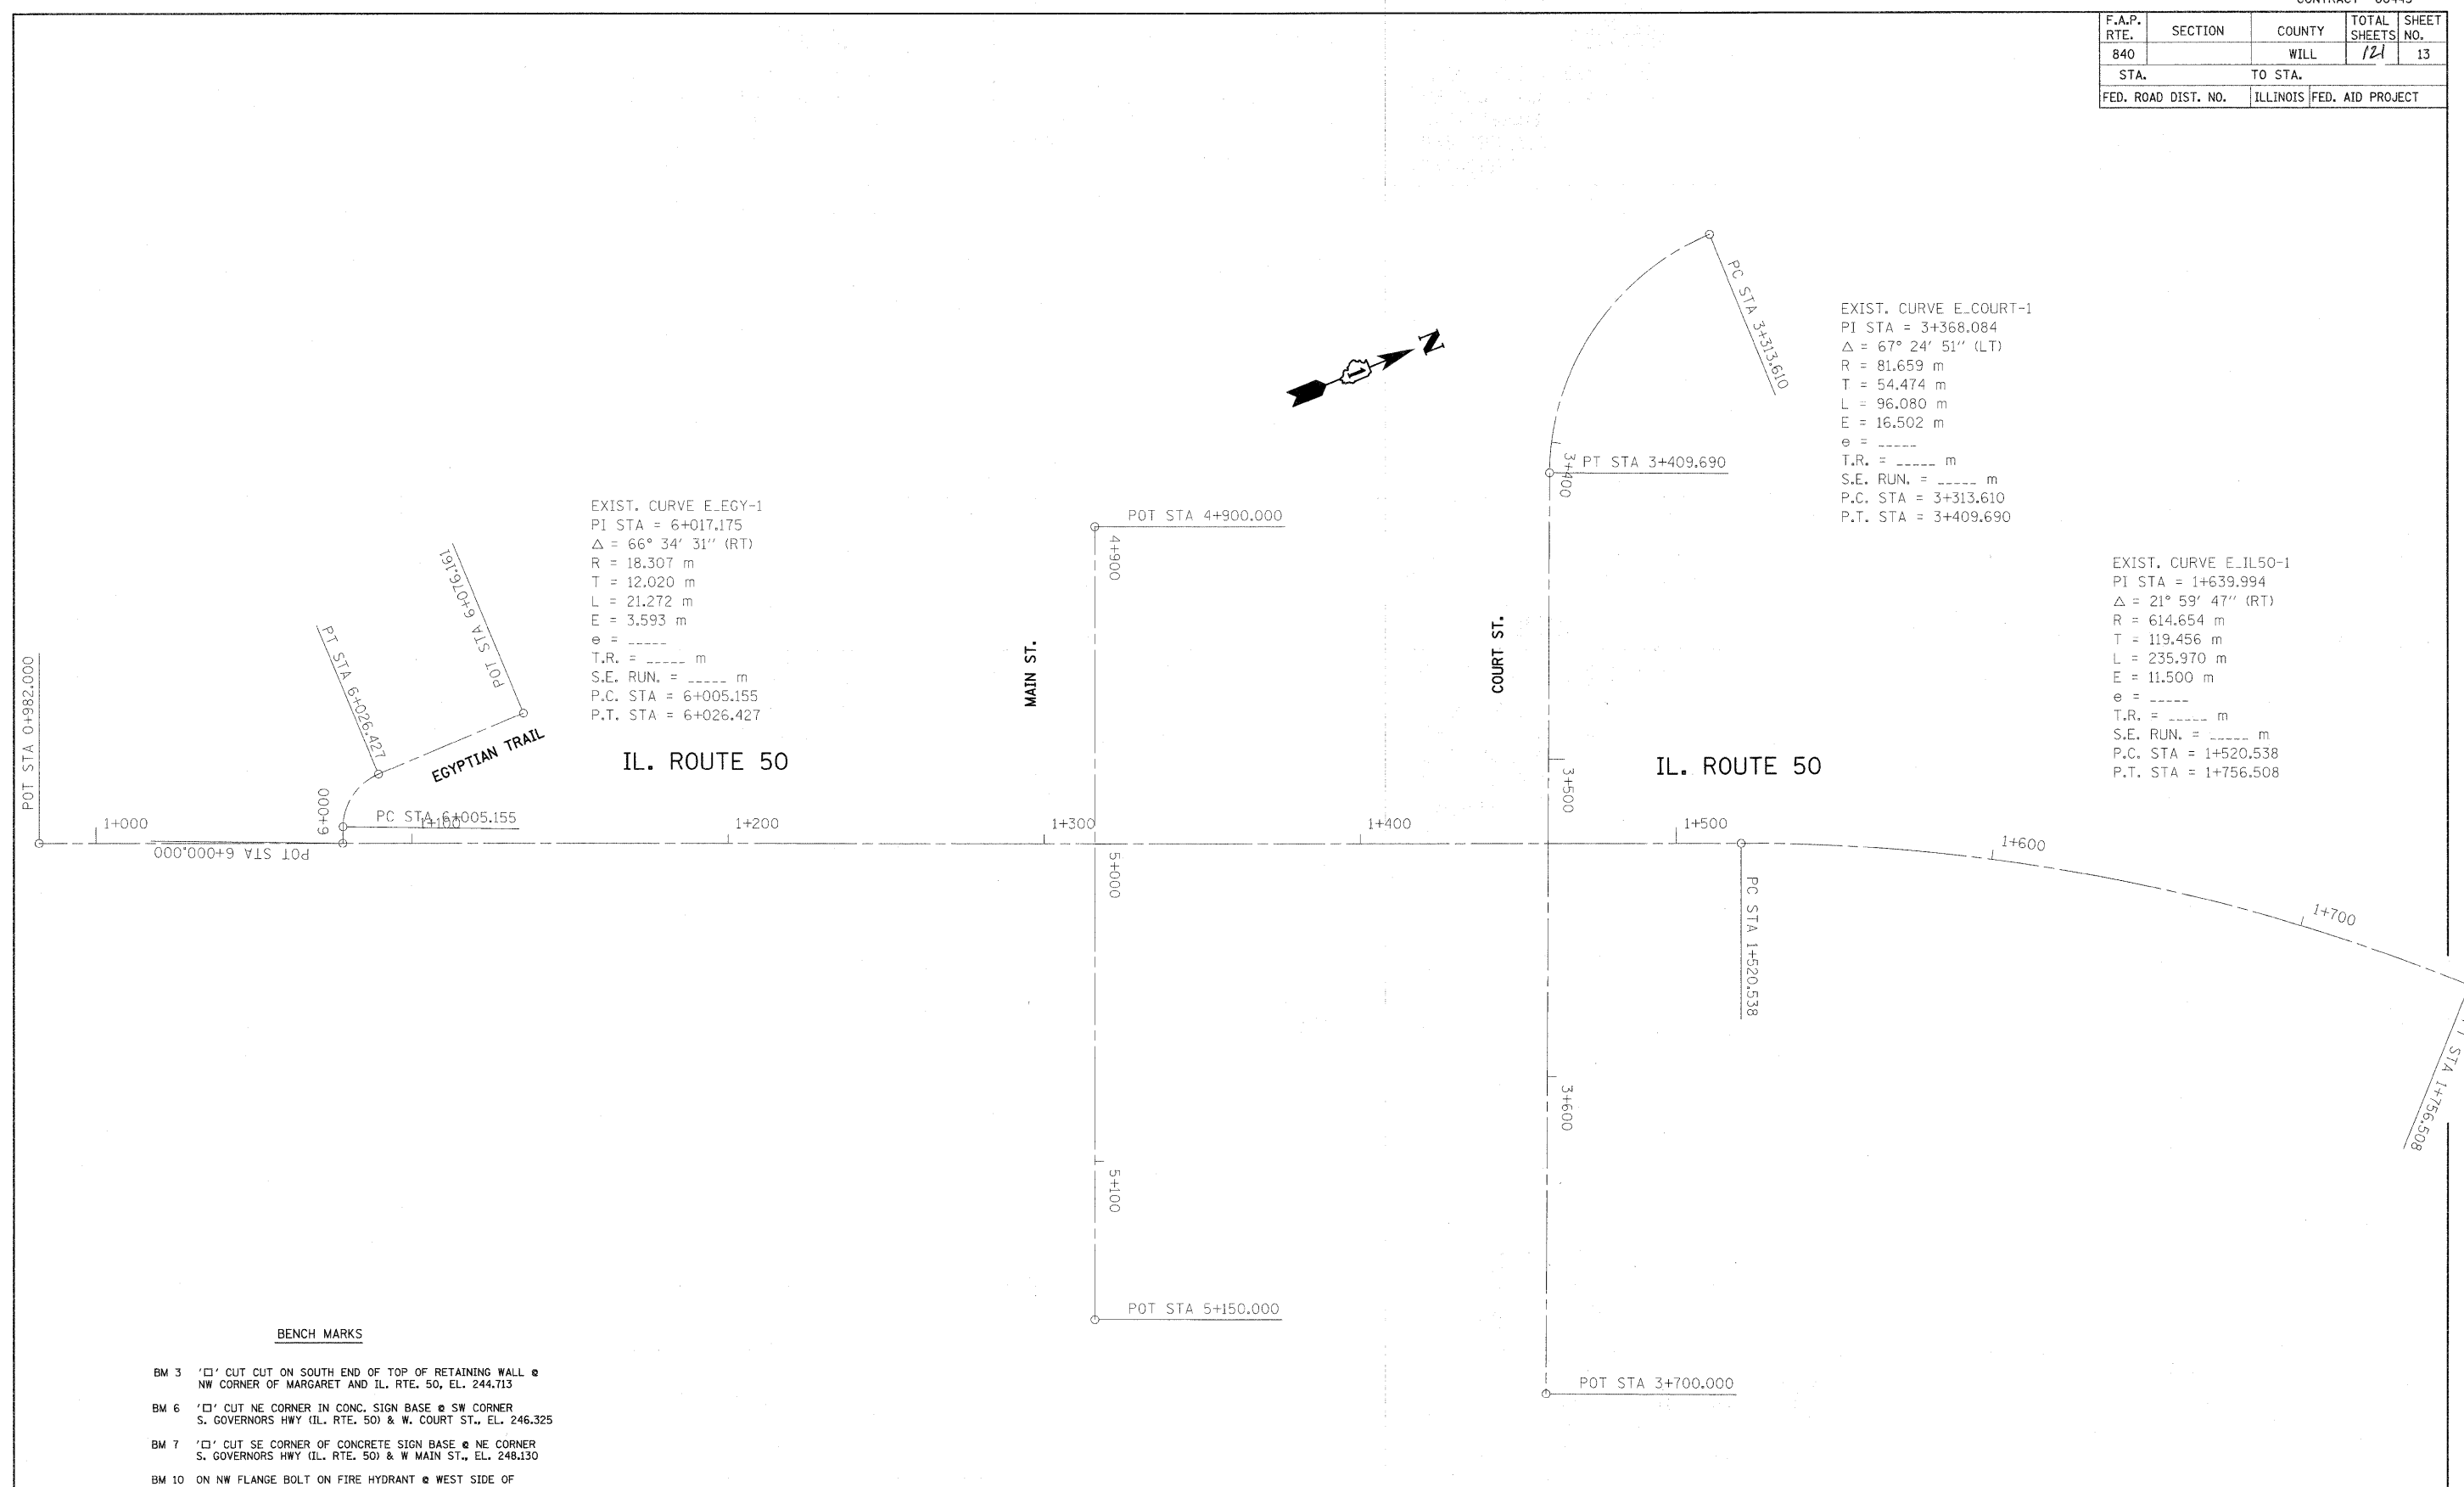 F.A.P. RTE. SECTION COUNTY TOTAL SHEETS SHEET NO.
840 WILL 121 13
STA. TO STA.
FED. ROAD DIST. NO. ILLINOIS FED. AID PROJECT
N
1
PC STA 3+313.610
EXIST. CURVE E_COURT-1
PI STA = 3+368.084
Δ = 67° 24' 51'' (LT)
R = 81.659 m
T = 54.474 m
L = 96.080 m
E = 16.502 m
e = _____
T.R. = _____ m
S.E. RUN. = _____ m
P.C. STA = 3+313.610
P.T. STA = 3+409.690
3+400
PT STA 3+409.690
EXIST. CURVE E_EGY-1
PI STA = 6+017.175
Δ = 66° 34' 31'' (RT)
R = 18.307 m
T = 12.020 m
L = 21.272 m
E = 3.593 m
e = _____
T.R. = _____ m
S.E. RUN. = _____ m
P.C. STA = 6+005.155
P.T. STA = 6+026.427
POT STA 4+900.000
4+900
EXIST. CURVE E_IL50-1
PI STA = 1+639.994
Δ = 21° 59' 47'' (RT)
R = 614.654 m
T = 119.456 m
L = 235.970 m
E = 11.500 m
e = _____
T.R. = _____ m
S.E. RUN. = _____ m
P.C. STA = 1+520.538
P.T. STA = 1+756.508
POT STA 6+076.161
PT STA 6+026.427
POT STA 0+982.000
MAIN ST.
COURT ST.
EGYPTIAN TRAIL
IL. ROUTE 50
IL. ROUTE 50
3+500
6+000
PC STA 6+005.155
1+000
1+100
1+200
1+300
1+400
1+500
1+600
1+700
POT STA 6+000.000
5+000
PC STA 1+520.538
STA 1+756.508
3+600
5+100
POT STA 5+150.000
POT STA 3+700.000
BENCH MARKS
BM 3 '□' CUT CUT ON SOUTH END OF TOP OF RETAINING WALL @
NW CORNER OF MARGARET AND IL. RTE. 50, EL. 244.713
BM 6 '□' CUT NE CORNER IN CONC. SIGN BASE @ SW CORNER
S. GOVERNORS HWY (IL. RTE. 50) & W. COURT ST., EL. 246.325
BM 7 '□' CUT SE CORNER OF CONCRETE SIGN BASE @ NE CORNER
S. GOVERNORS HWY (IL. RTE. 50) & W MAIN ST., EL. 248.130
BM 10 ON NW FLANGE BOLT ON FIRE HYDRANT @ WEST SIDE OF